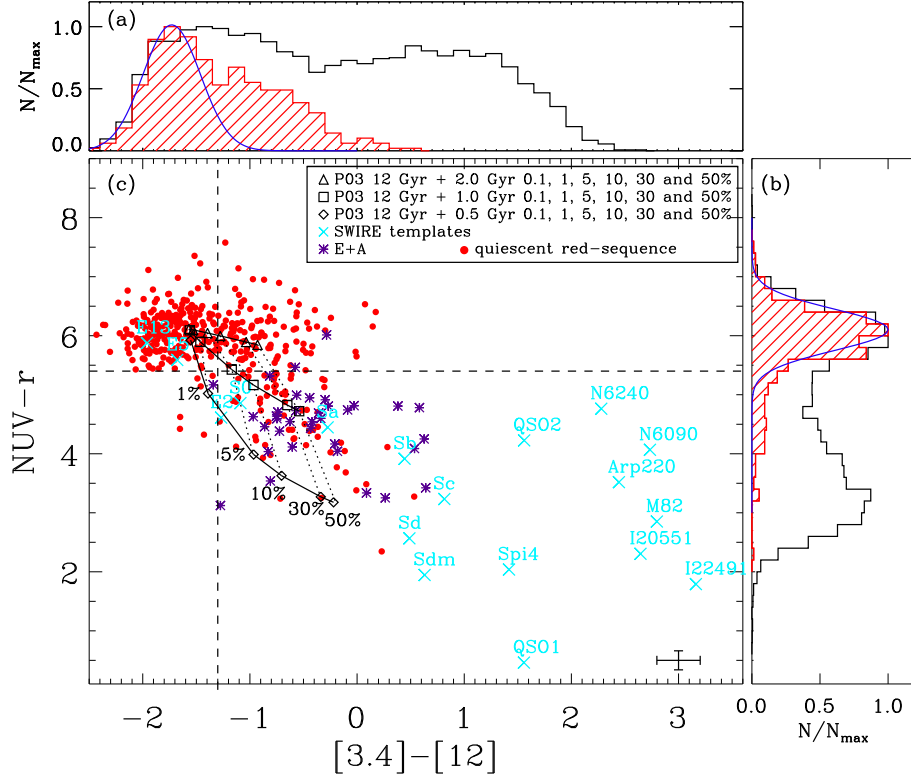 (a)
1.0
0.5
0.0
N/Nmax
(c)
P03 12 Gyr + 2.0 Gyr 0.1, 1, 5, 10, 30 and 50%
P03 12 Gyr + 1.0 Gyr 0.1, 1, 5, 10, 30 and 50%
P03 12 Gyr + 0.5 Gyr 0.1, 1, 5, 10, 30 and 50%
SWIRE templates
E+A
quiescent red-sequence
(b)
8
6
4
2
NUV-r
E13
S0
Sa
Sb
Sc
Sd
Sdm
Spi4
QSO2
QSO1
N6240
N6090
Arp220
M82
I20551
I22491
1%
5%
10%
30%
50%
-2
-1
0
1
2
3
[3.4]-[12]
0.0
0.5
1.0
N/Nmax